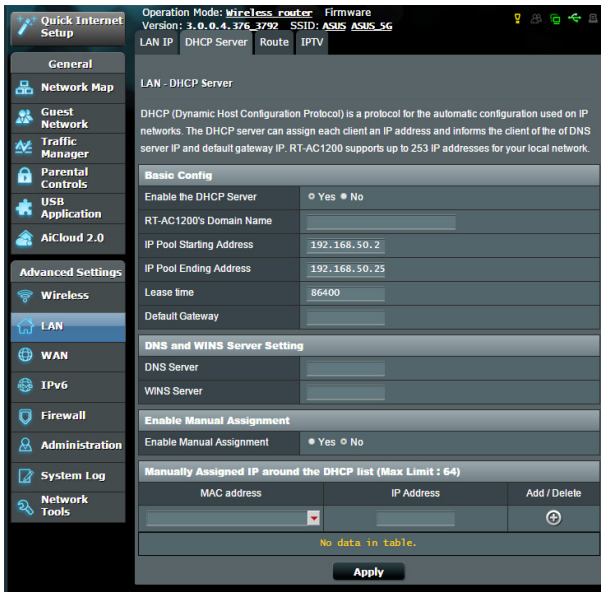 Quick Internet
Setup
Operation Mode: Wireless router Firmware
Version: 3.0.0.4.376_3792 SSID: ASUS ASUS_5G
LAN IP DHCP Server Route IPTV
General
Network Map
Guest
Network
Traffic
Manager
Parental
Controls
USB
Application
AiCloud 2.0
Advanced Settings
Wireless
LAN
WAN
IPv6
Firewall
Administration
System Log
Network
Tools
LAN - DHCP Server
DHCP (Dynamic Host Configuration Protocol) is a protocol for the automatic configuration used on IP
networks. The DHCP server can assign each client an IP address and informs the client of the of DNS
server IP and default gateway IP. RT-AC1200 supports up to 253 IP addresses for your local network.
Basic Config
Enable the DHCP Server Yes No
RT-AC1200's Domain Name
IP Pool Starting Address 192.168.50.2
IP Pool Ending Address 192.168.50.25
Lease time 86400
Default Gateway
DNS and WINS Server Setting
DNS Server
WINS Server
Enable Manual Assignment
Enable Manual Assignment Yes No
Manually Assigned IP around the DHCP list (Max Limit : 64)
MAC address IP Address Add / Delete
No data in table.
Apply